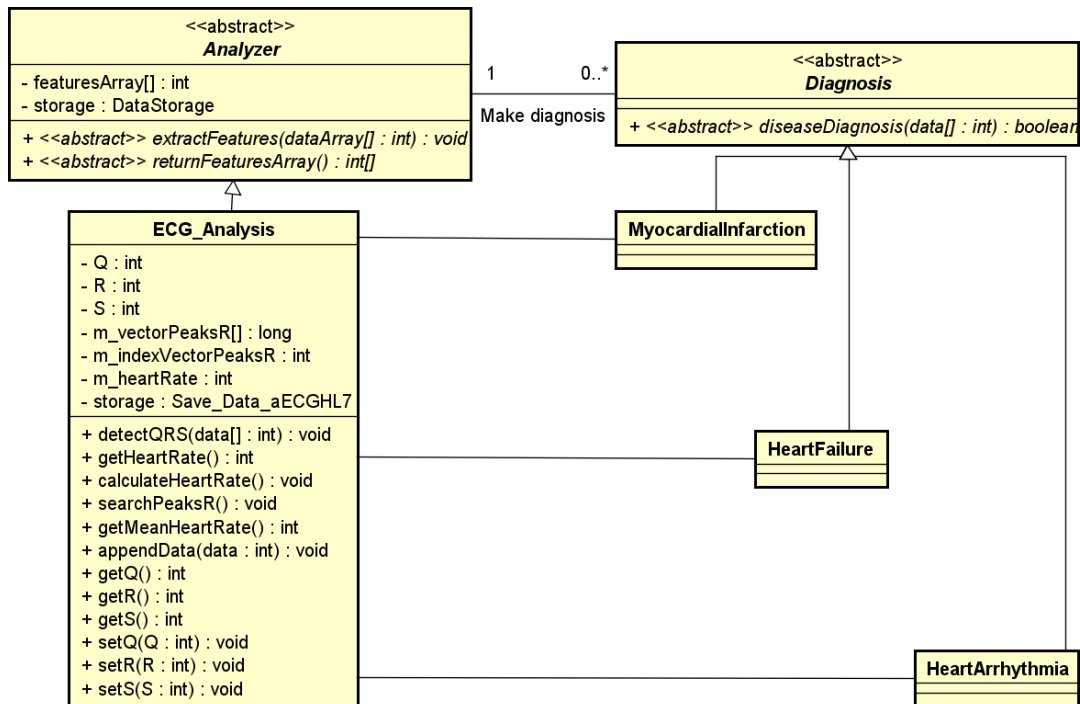 <<abstract>>
Analyzer
- featuresArray[] : int
- storage : DataStorage
+ <<abstract>> extractFeatures(dataArray[] : int) : void
+ <<abstract>> returnFeaturesArray() : int[]
1
0..*
Make diagnosis
<<abstract>>
Diagnosis
+ <<abstract>> diseaseDiagnosis(data[] : int) : boolean
ECG_Analysis
- Q : int
- R : int
- S : int
- m_vectorPeaksR[] : long
- m_indexVectorPeaksR : int
- m_heartRate : int
- storage : Save_Data_aECGHL7
+ detectQRS(data[] : int) : void
+ getHeartRate() : int
+ calculateHeartRate() : void
+ searchPeaksR() : void
+ getMeanHeartRate() : int
+ appendData(data : int) : void
+ getQ() : int
+ getR() : int
+ getS() : int
+ setQ(Q : int) : void
+ setR(R : int) : void
+ setS(S : int) : void
MyocardialInfarction
HeartFailure
HeartArrhythmia